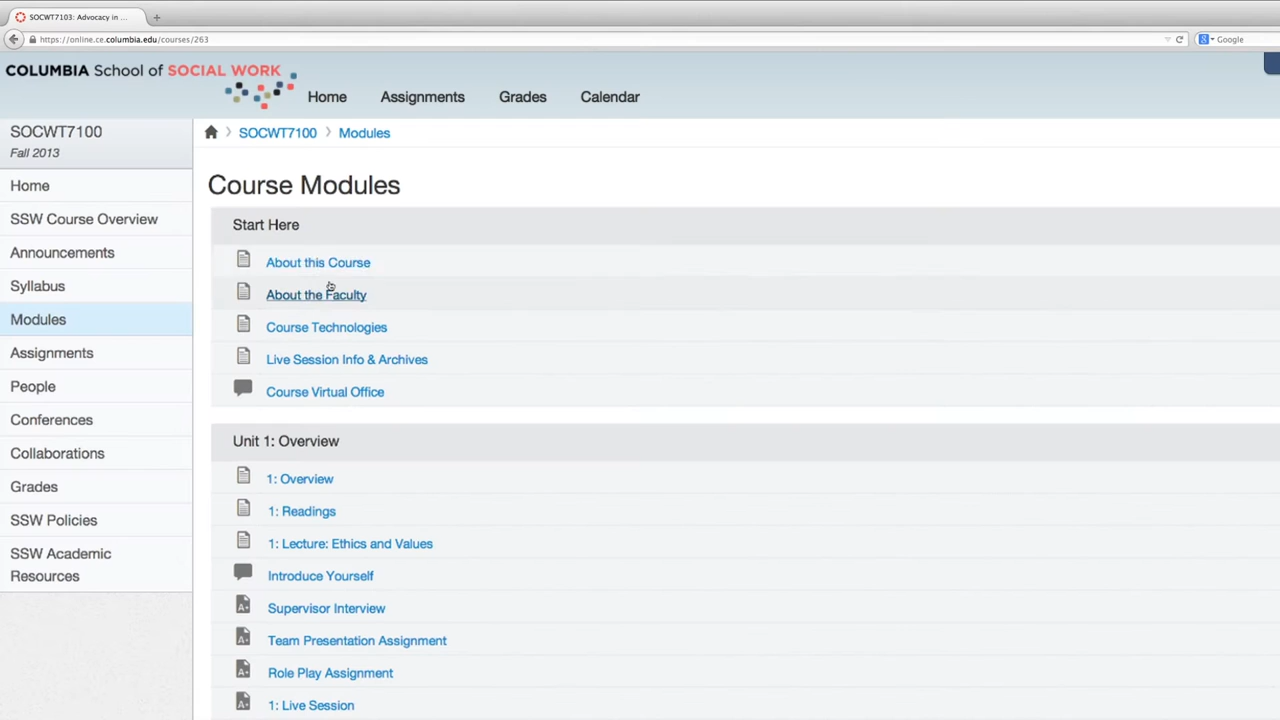 SOCWT7103: Advocacy in ...
https://online.ce.columbia.edu/courses/263
Google
COLUMBIA School of SOCIAL WORK
Home
Assignments
Grades
Calendar
SOCWT7100
Fall 2013
Home
SSW Course Overview
Announcements
Syllabus
Modules
Assignments
People
Conferences
Collaborations
Grades
SSW Policies
SSW Academic
Resources
SOCWT7100
Modules
Course Modules
Start Here
About this Course
About the Faculty
Course Technologies
Live Session Info & Archives
Course Virtual Office
Unit 1: Overview
1: Overview
1: Readings
1: Lecture: Ethics and Values
Introduce Yourself
A+ Supervisor Interview
A+ Team Presentation Assignment
A+ Role Play Assignment
A+ 1: Live Session